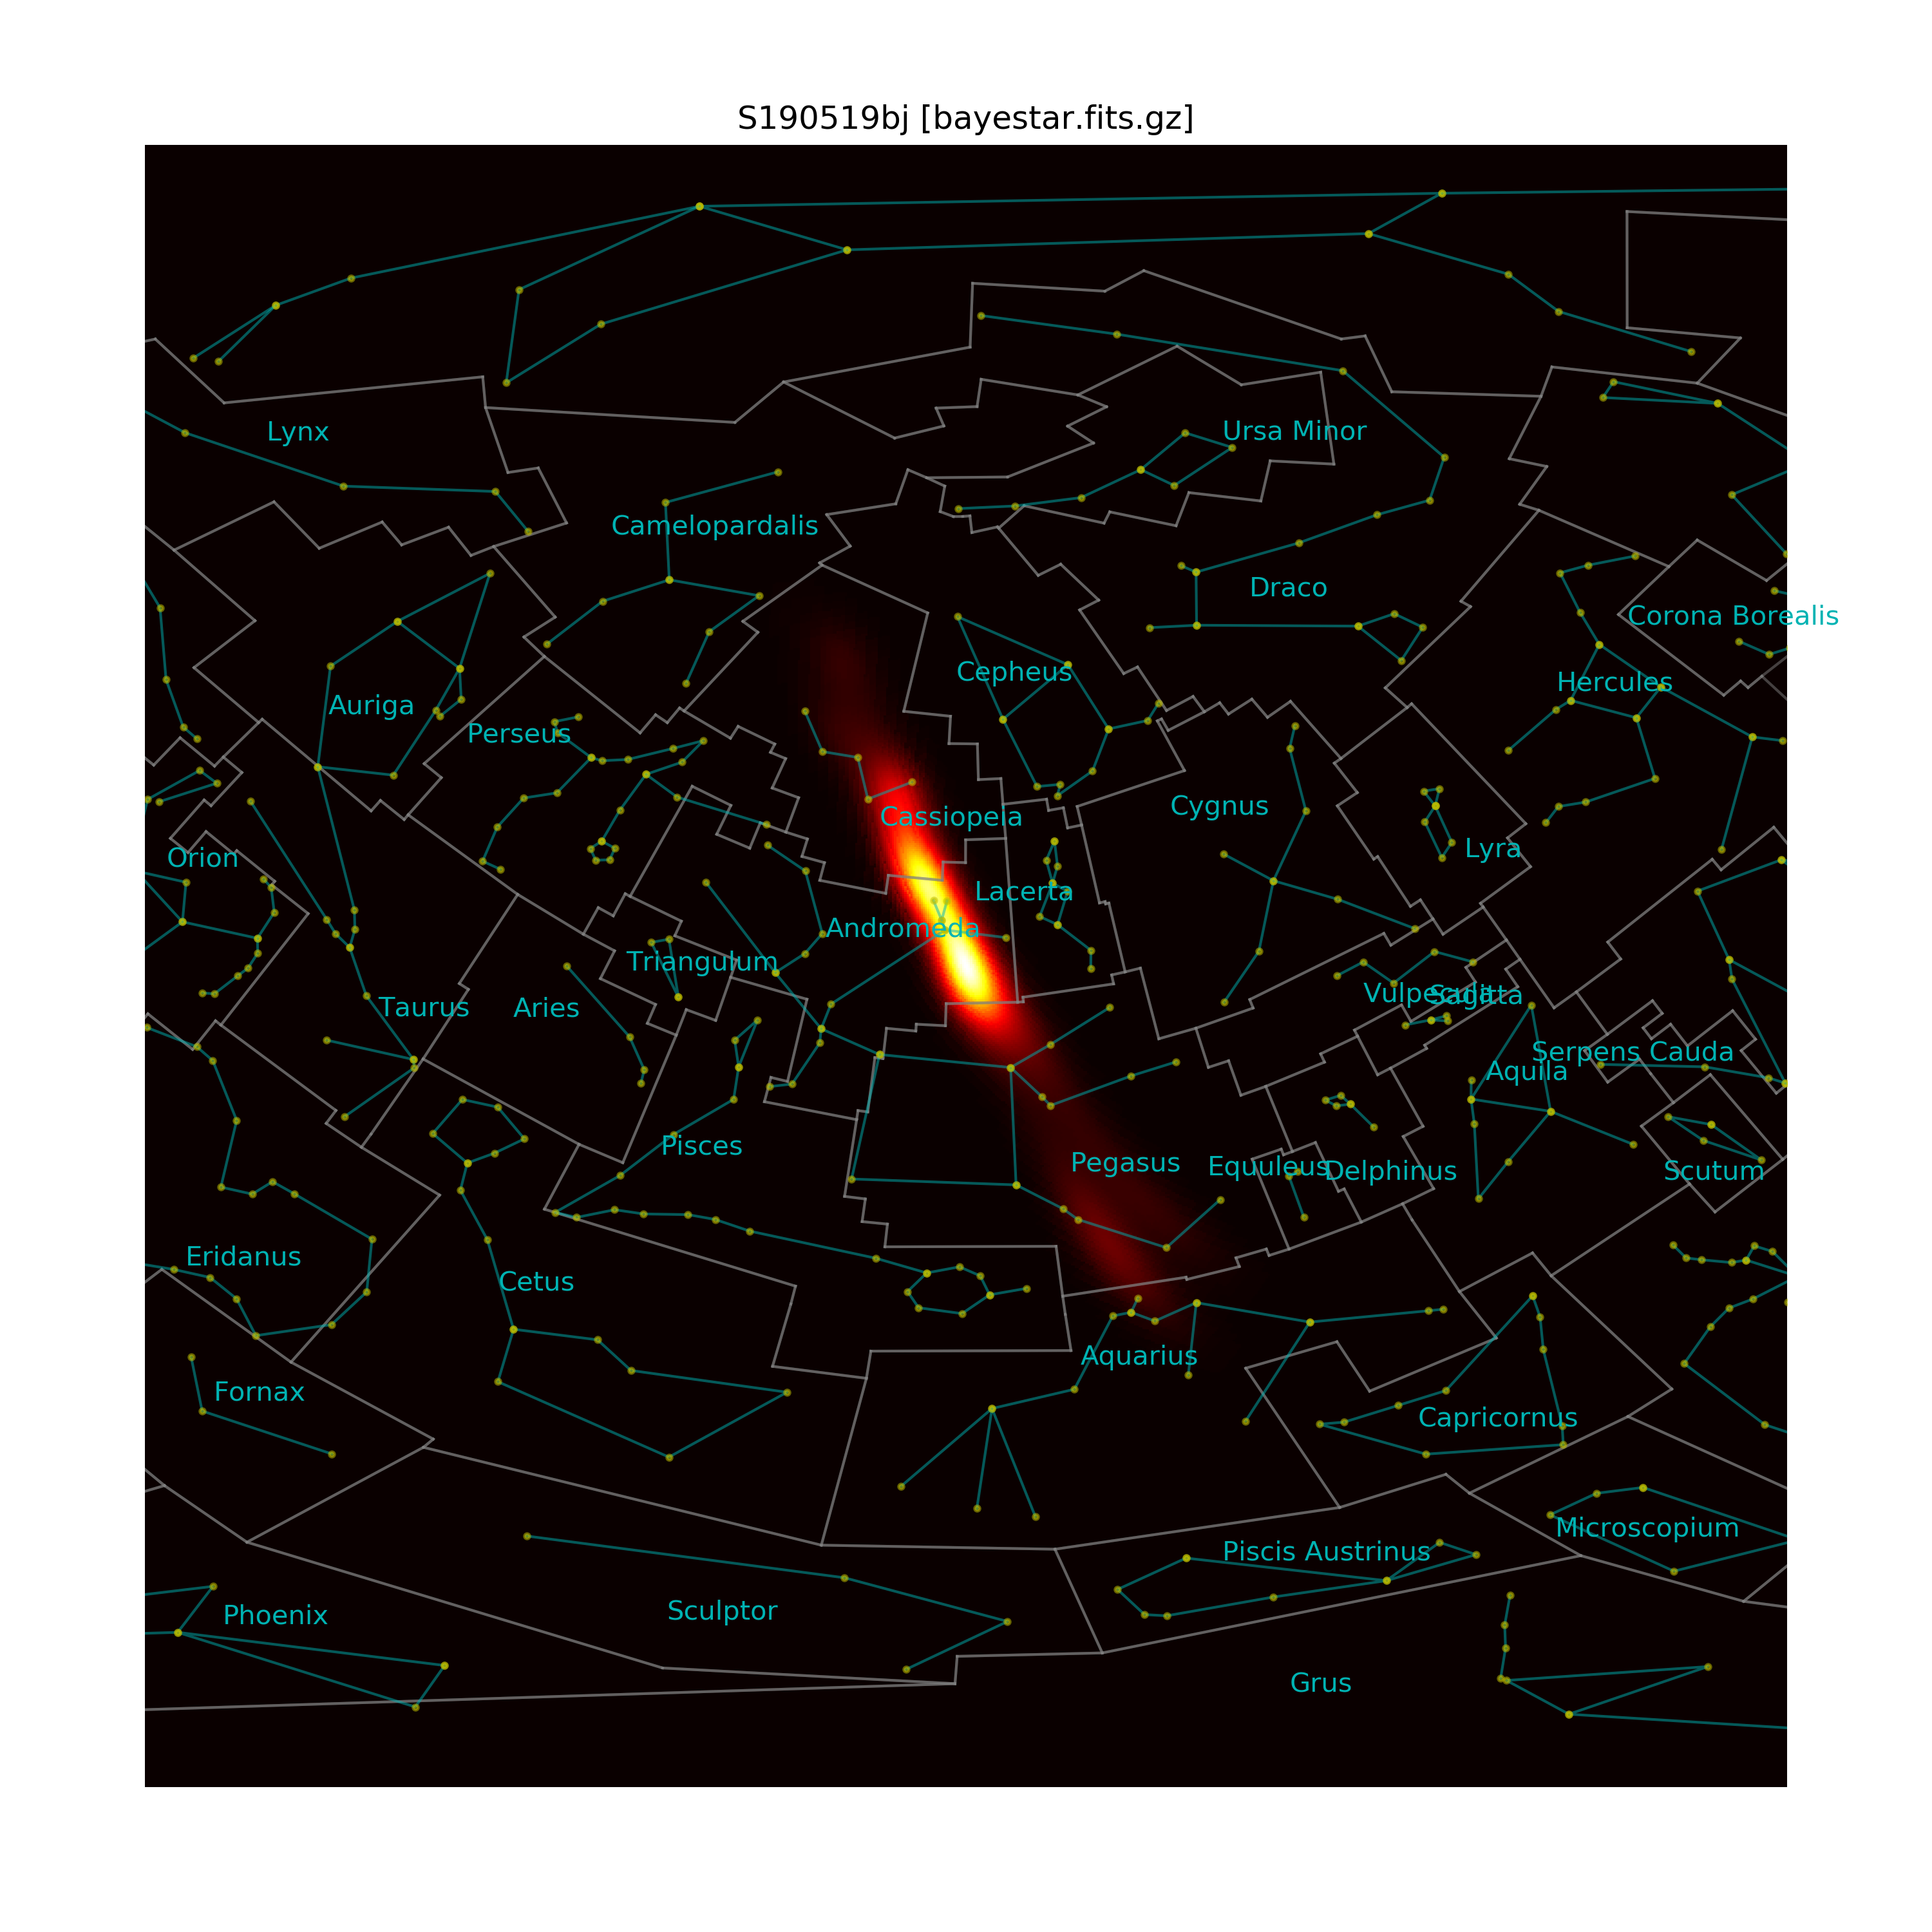 S190519bj [bayestar.fits.gz]
Lynx
Ursa Minor
Camelopardalis
Draco
Corona Borealis
Cepheus
Hercules
Auriga
Perseus
Cassiopeia
Cygnus
Lyra
Orion
Lacerta
Andromeda
Triangulum
Vulpecula
Sagitta
Taurus
Aries
Serpens Cauda
Aquila
Pisces
Pegasus
Equuleus
Delphinus
Scutum
Eridanus
Cetus
Aquarius
Fornax
Capricornus
Microscopium
Piscis Austrinus
Sculptor
Phoenix
Grus